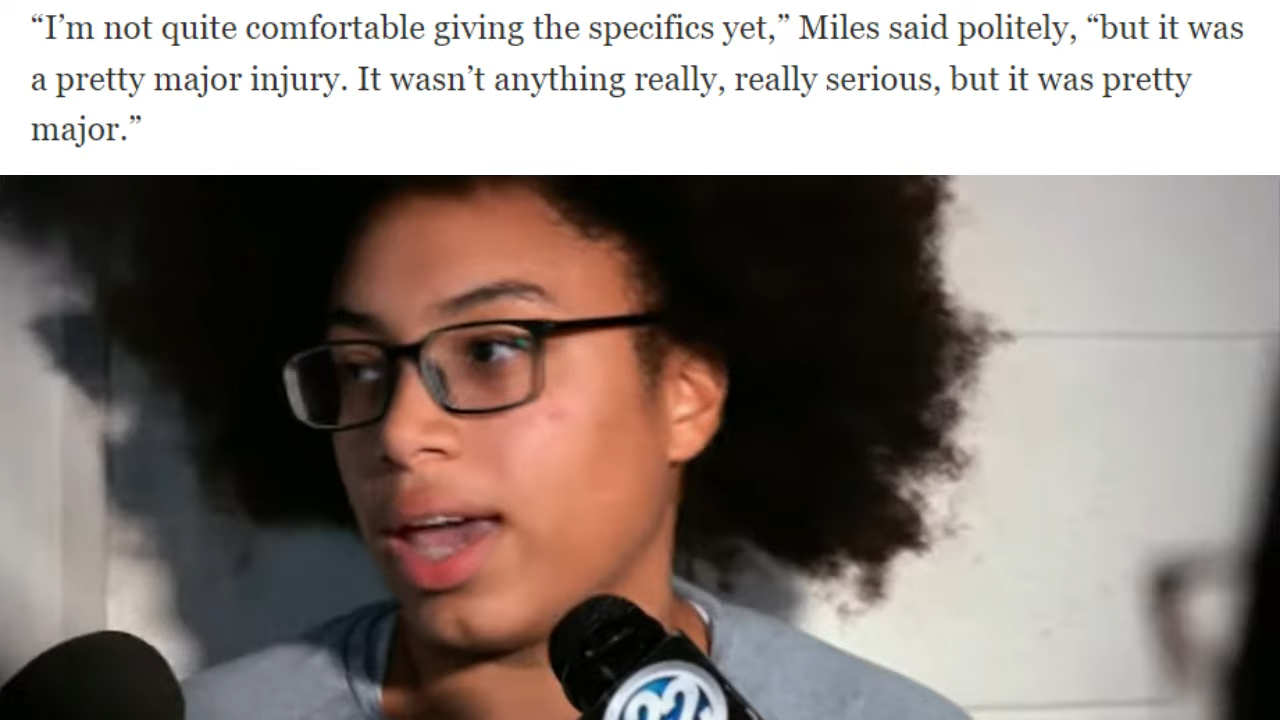 “I’m not quite comfortable giving the specifics yet,” Miles said politely, “but it was
a pretty major injury. It wasn’t anything really, really serious, but it was pretty
major.”
22